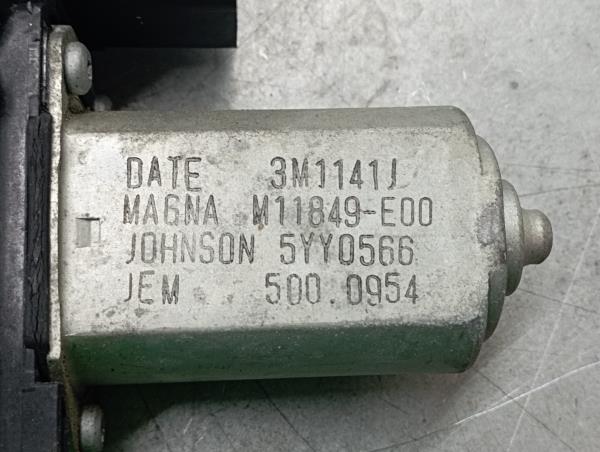 DATE 3M1141J
MAGNA M11849-E00
JOHNSON 5YY0566
JEM 500.0954